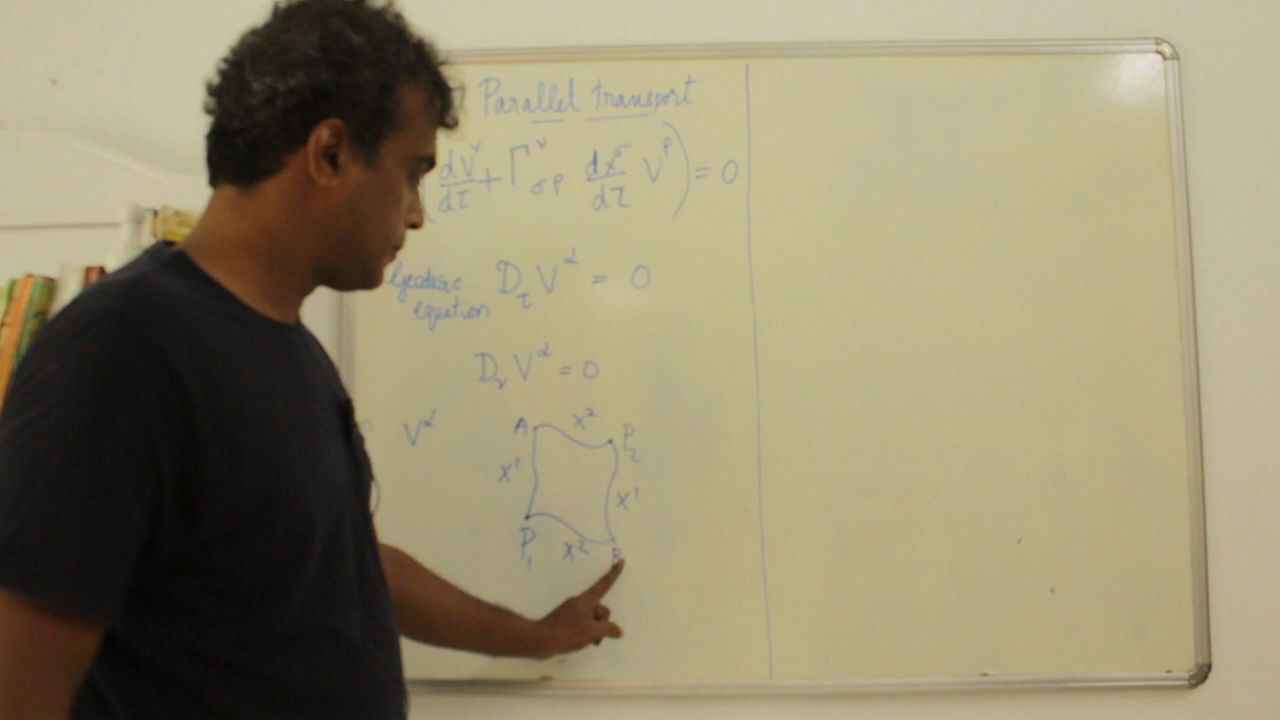 Parallel transport
(dV^ν/dτ + Γ^ν_σρ dx^σ/dτ V^ρ) = 0
Geodesic equation D_τ V^α = 0
D_ν V^α = 0
V^α
A x² P₂
x¹ x¹
P₁ x² B